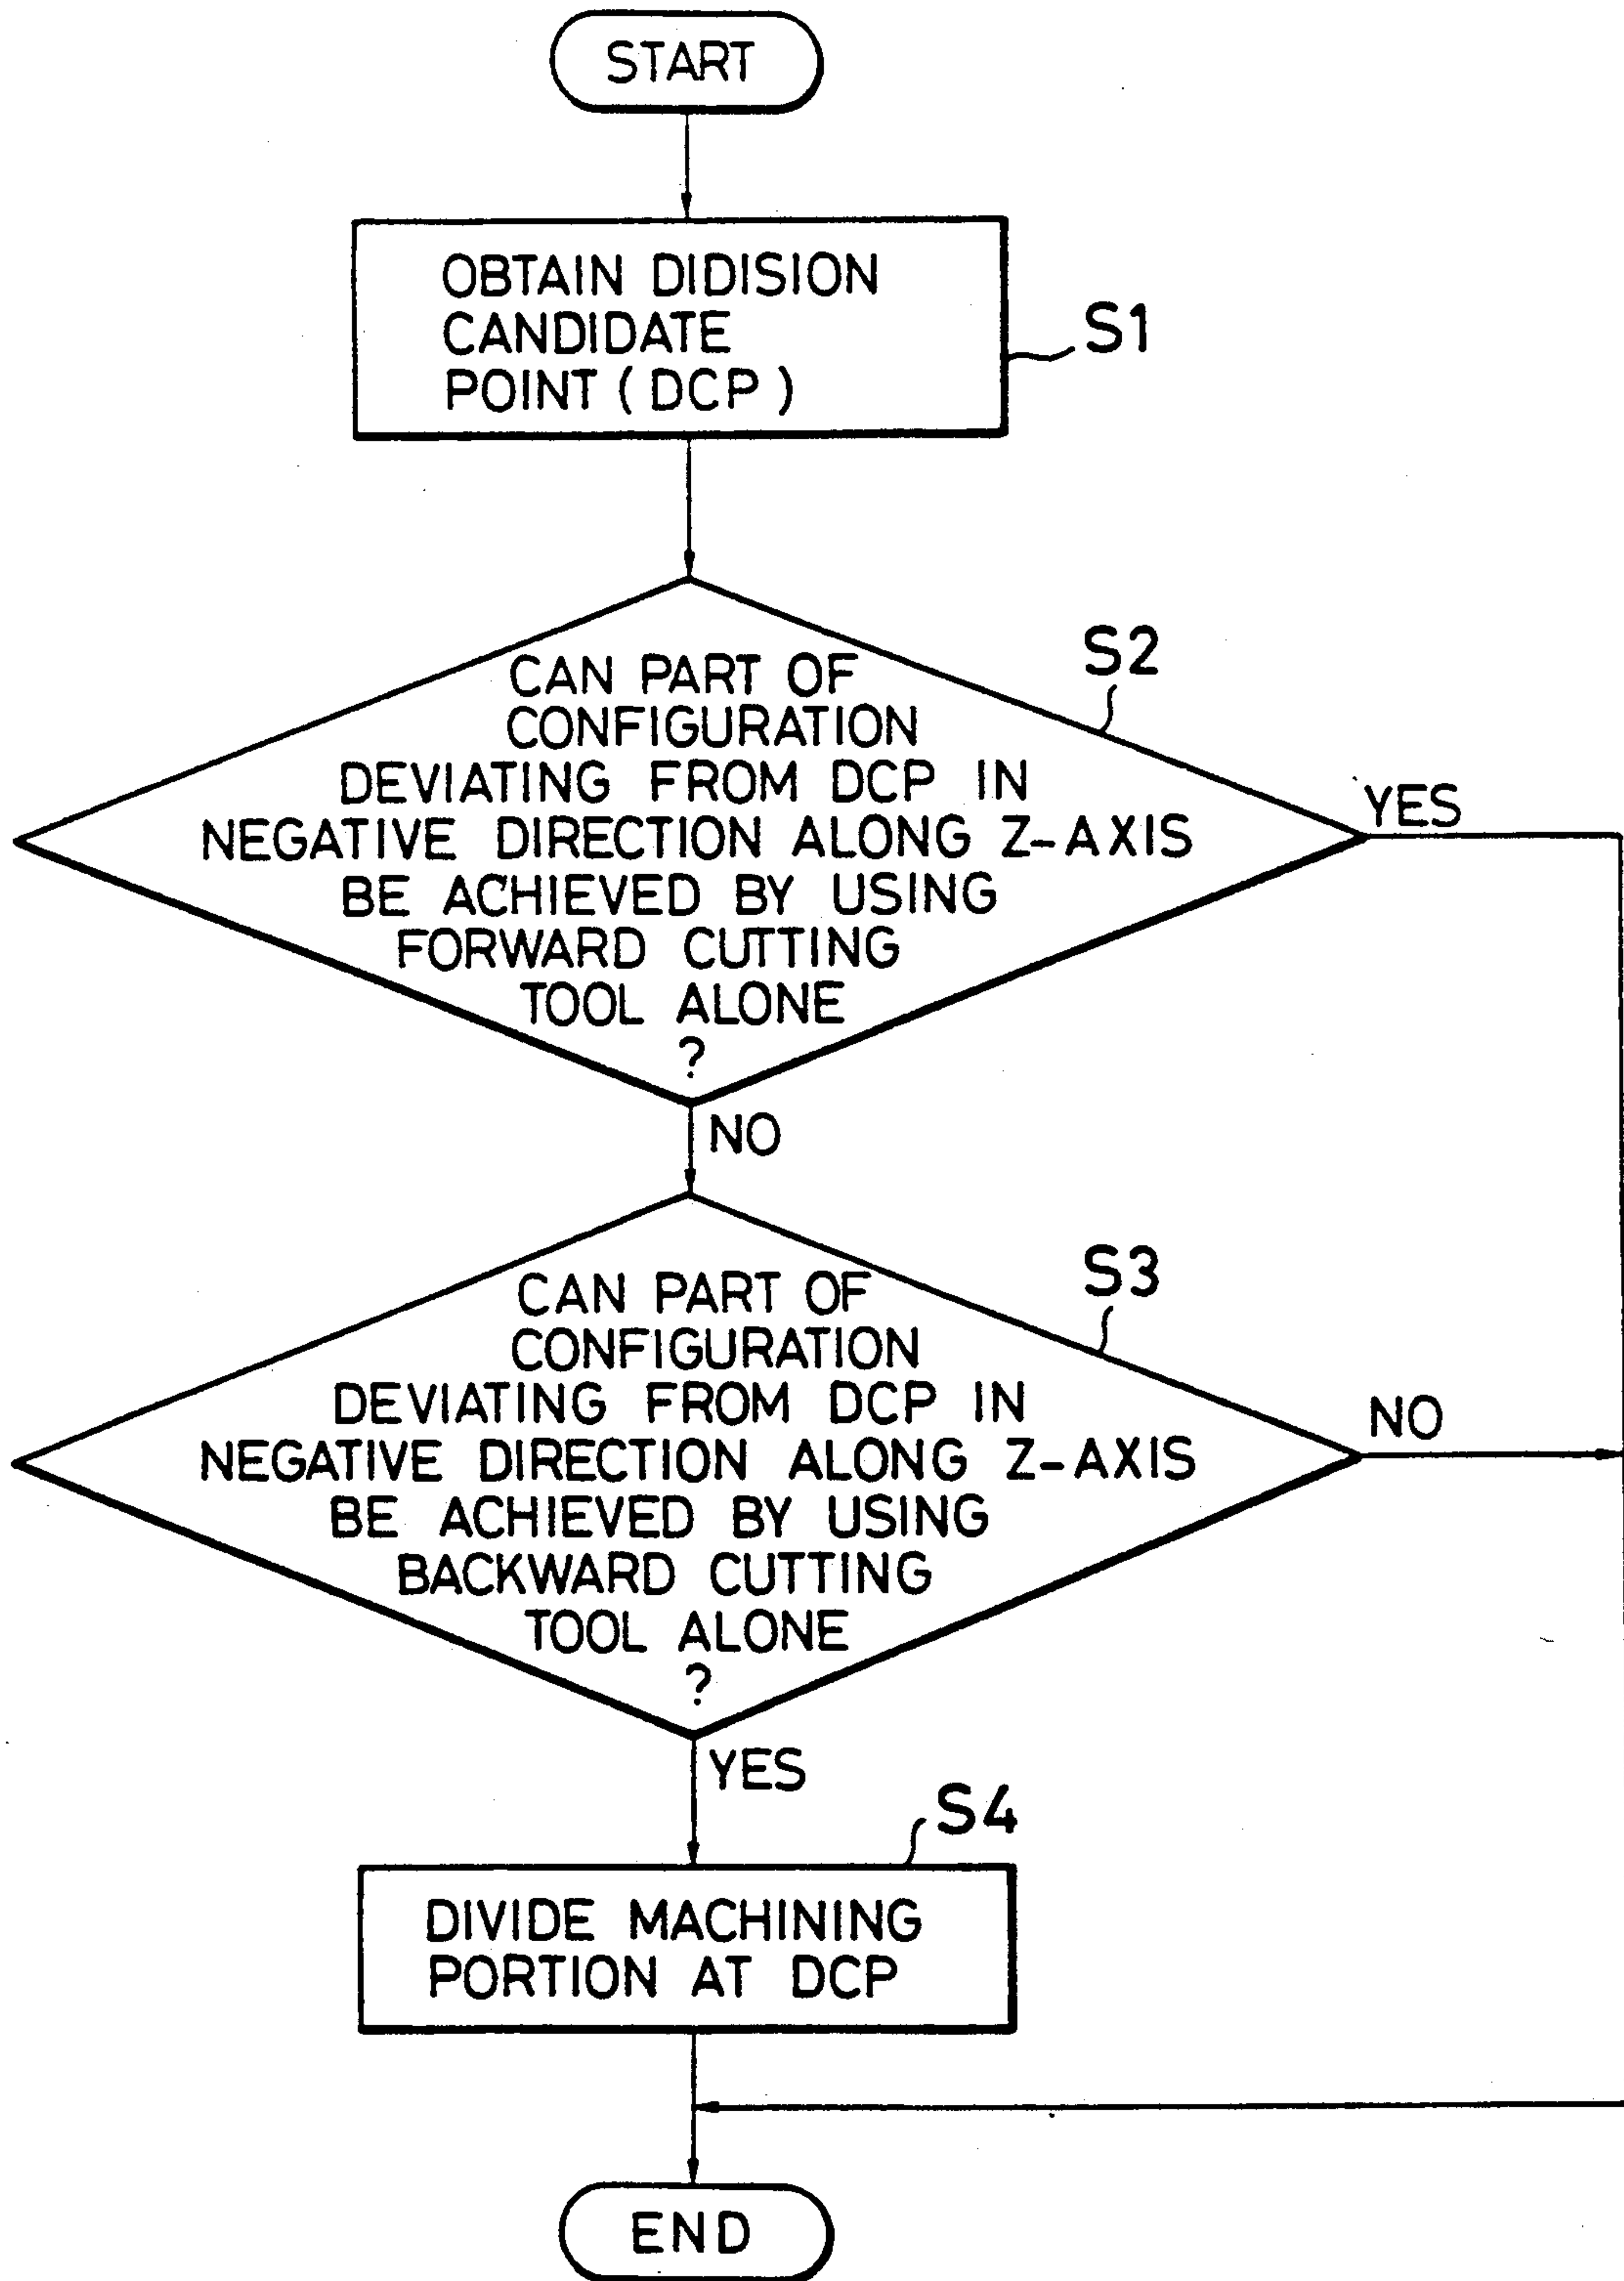 START
OBTAIN DIDISION
CANDIDATE
POINT (DCP)
S1
S2
CAN PART OF
CONFIGURATION
DEVIATING FROM DCP IN
NEGATIVE DIRECTION ALONG Z-AXIS
BE ACHIEVED BY USING
FORWARD CUTTING
TOOL ALONE
?
YES
NO
S3
CAN PART OF
CONFIGURATION
DEVIATING FROM DCP IN
NEGATIVE DIRECTION ALONG Z-AXIS
BE ACHIEVED BY USING
BACKWARD CUTTING
TOOL ALONE
?
NO
YES
S4
DIVIDE MACHINING
PORTION AT DCP
END